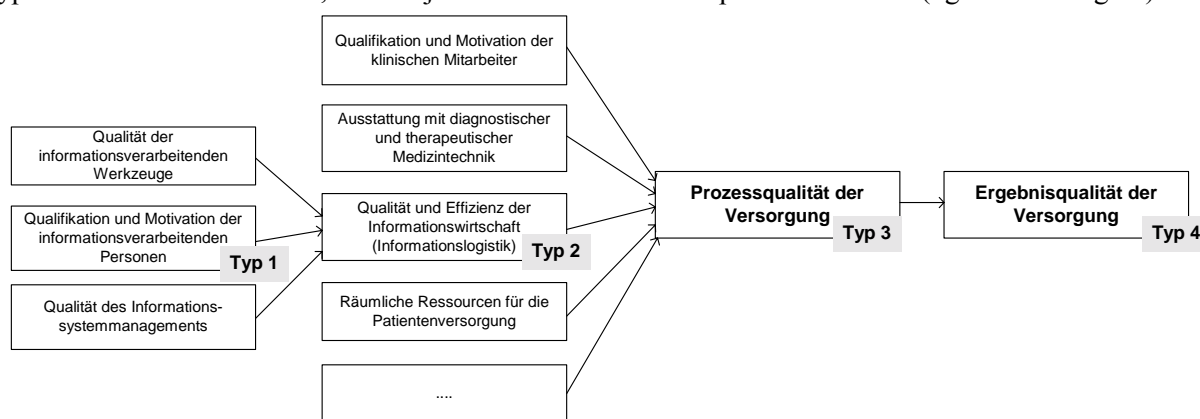 Qualifikation und Motivation der
klinischen Mitarbeiter
Ausstattung mit diagnostischer
und therapeutischer
Medizintechnik
Qualität der
informationsverarbeitenden
Werkzeuge
Qualifikation und Motivation der
informationsverarbeitenden
Personen
Typ 1
Qualität des Informations-
systemmanagements
Qualität und Effizienz der
Informationswirtschaft
(Informationslogistik)
Typ 2
Räumliche Ressourcen für die
Patientenversorgung
....
Prozessqualität der
Versorgung
Typ 3
Ergebnisqualität der
Versorgung
Typ 4